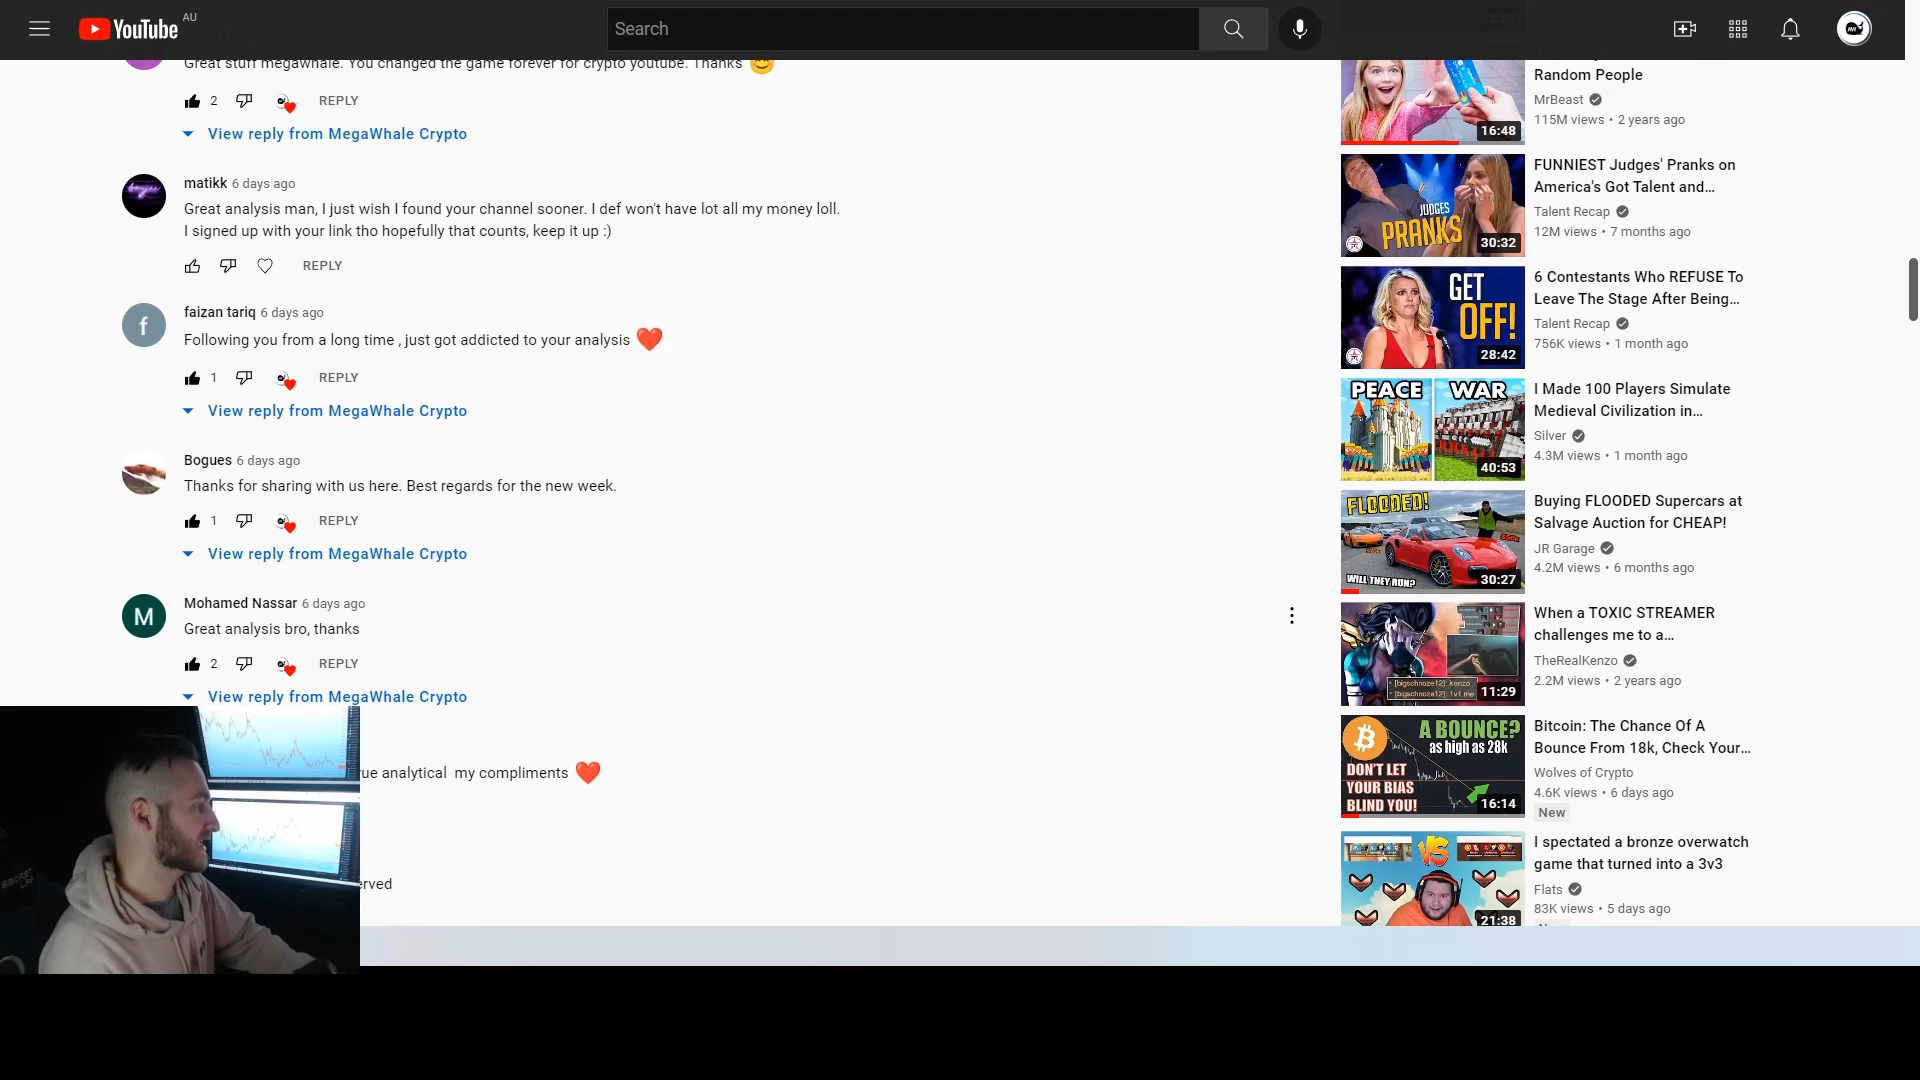 YouTube AU
Search
Great stuff megawhale. You changed the game forever for crypto youtube. Thanks
2
REPLY
View reply from MegaWhale Crypto
matikk 6 days ago
Great analysis man, I just wish I found your channel sooner. I def won't have lot all my money loll.
I signed up with your link tho hopefully that counts, keep it up :)
REPLY
faizan tariq 6 days ago
Following you from a long time , just got addicted to your analysis
1
REPLY
View reply from MegaWhale Crypto
Bogues 6 days ago
Thanks for sharing with us here. Best regards for the new week.
1
REPLY
View reply from MegaWhale Crypto
M
Mohamed Nassar 6 days ago
Great analysis bro, thanks
2
REPLY
View reply from MegaWhale Crypto
rue analytical my compliments
erved
Random People
MrBeast
115M views • 2 years ago
16:48
FUNNIEST Judges' Pranks on
America's Got Talent and...
Talent Recap
12M views • 7 months ago
JUDGES
PRANKS
30:32
6 Contestants Who REFUSE To
Leave The Stage After Being...
Talent Recap
756K views • 1 month ago
GET
OFF!
28:42
I Made 100 Players Simulate
Medieval Civilization in...
Silver
4.3M views • 1 month ago
PEACE WAR
40:53
Buying FLOODED Supercars at
Salvage Auction for CHEAP!
JR Garage
4.2M views • 6 months ago
FLOODED!
WILL THEY RUN?
30:27
When a TOXIC STREAMER
challenges me to a...
TheRealKenzo
2.2M views • 2 years ago
[bigschnoze12]: kenzo
[bigschnoze12]: 1v1 me
11:29
Bitcoin: The Chance Of A
Bounce From 18k, Check Your...
Wolves of Crypto
4.6K views • 6 days ago
New
A BOUNCE?
as high as 28k
DON'T LET
YOUR BIAS
BLIND YOU!
16:14
I spectated a bronze overwatch
game that turned into a 3v3
Flats
83K views • 5 days ago
VS
21:38